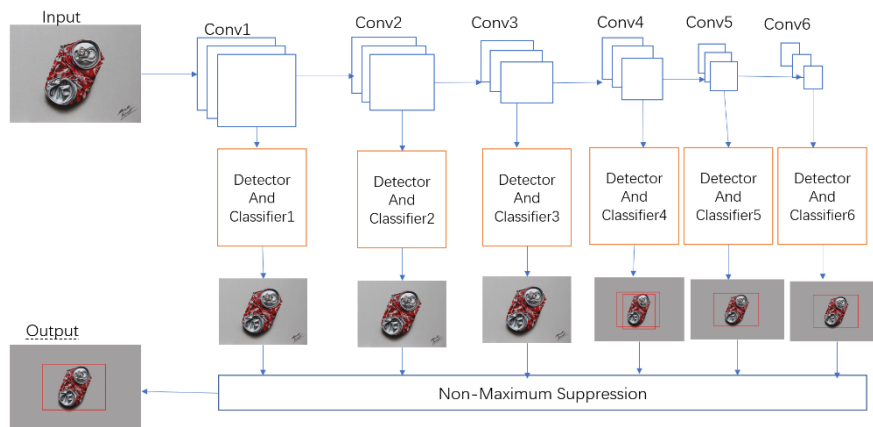 Input
Conv1
Conv2
Conv3
Conv4
Conv5
Conv6
Detector
And
Classifier1
Detector
And
Classifier2
Detector
And
Classifier3
Detector
And
Classifier4
Detector
And
Classifier5
Detector
And
Classifier6
Output
Non-Maximum Suppression